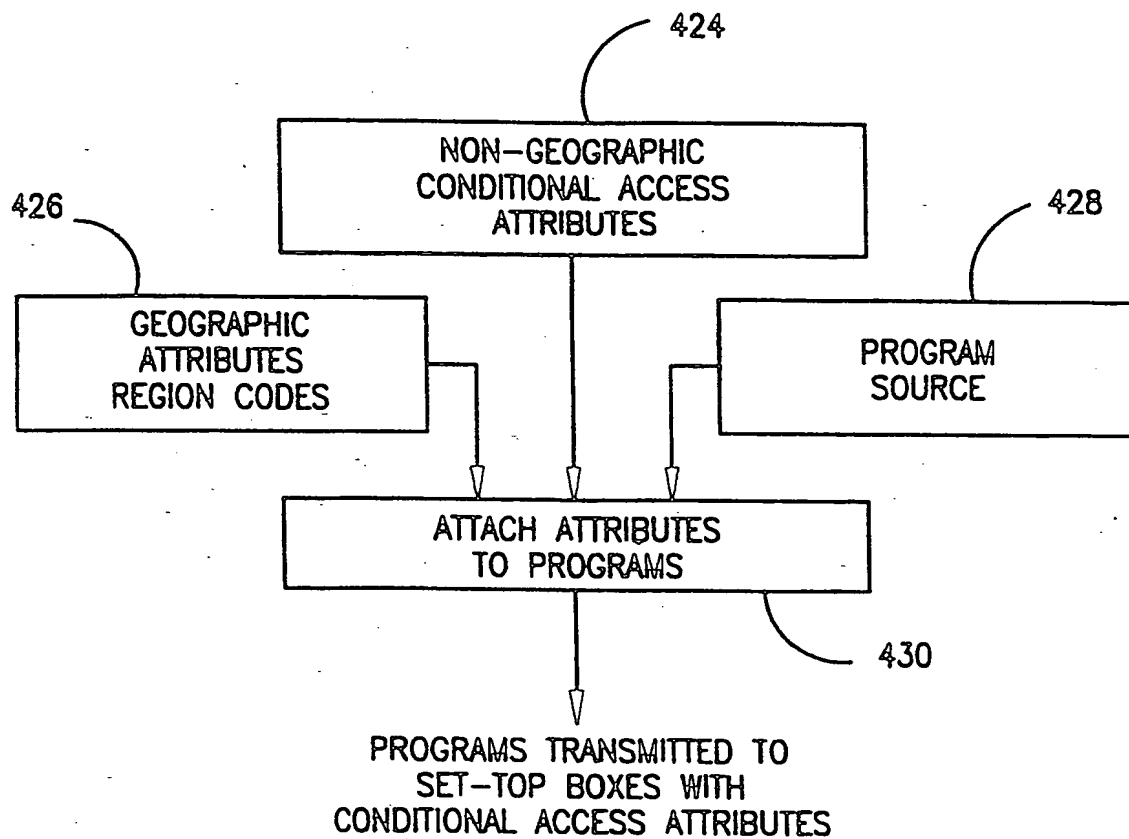 424
NON-GEOGRAPHIC
CONDITIONAL ACCESS
ATTRIBUTES
426
GEOGRAPHIC
ATTRIBUTES
REGION CODES
428
PROGRAM
SOURCE
ATTACH ATTRIBUTES
TO PROGRAMS
430
PROGRAMS TRANSMITTED TO
SET-TOP BOXES WITH
CONDITIONAL ACCESS ATTRIBUTES